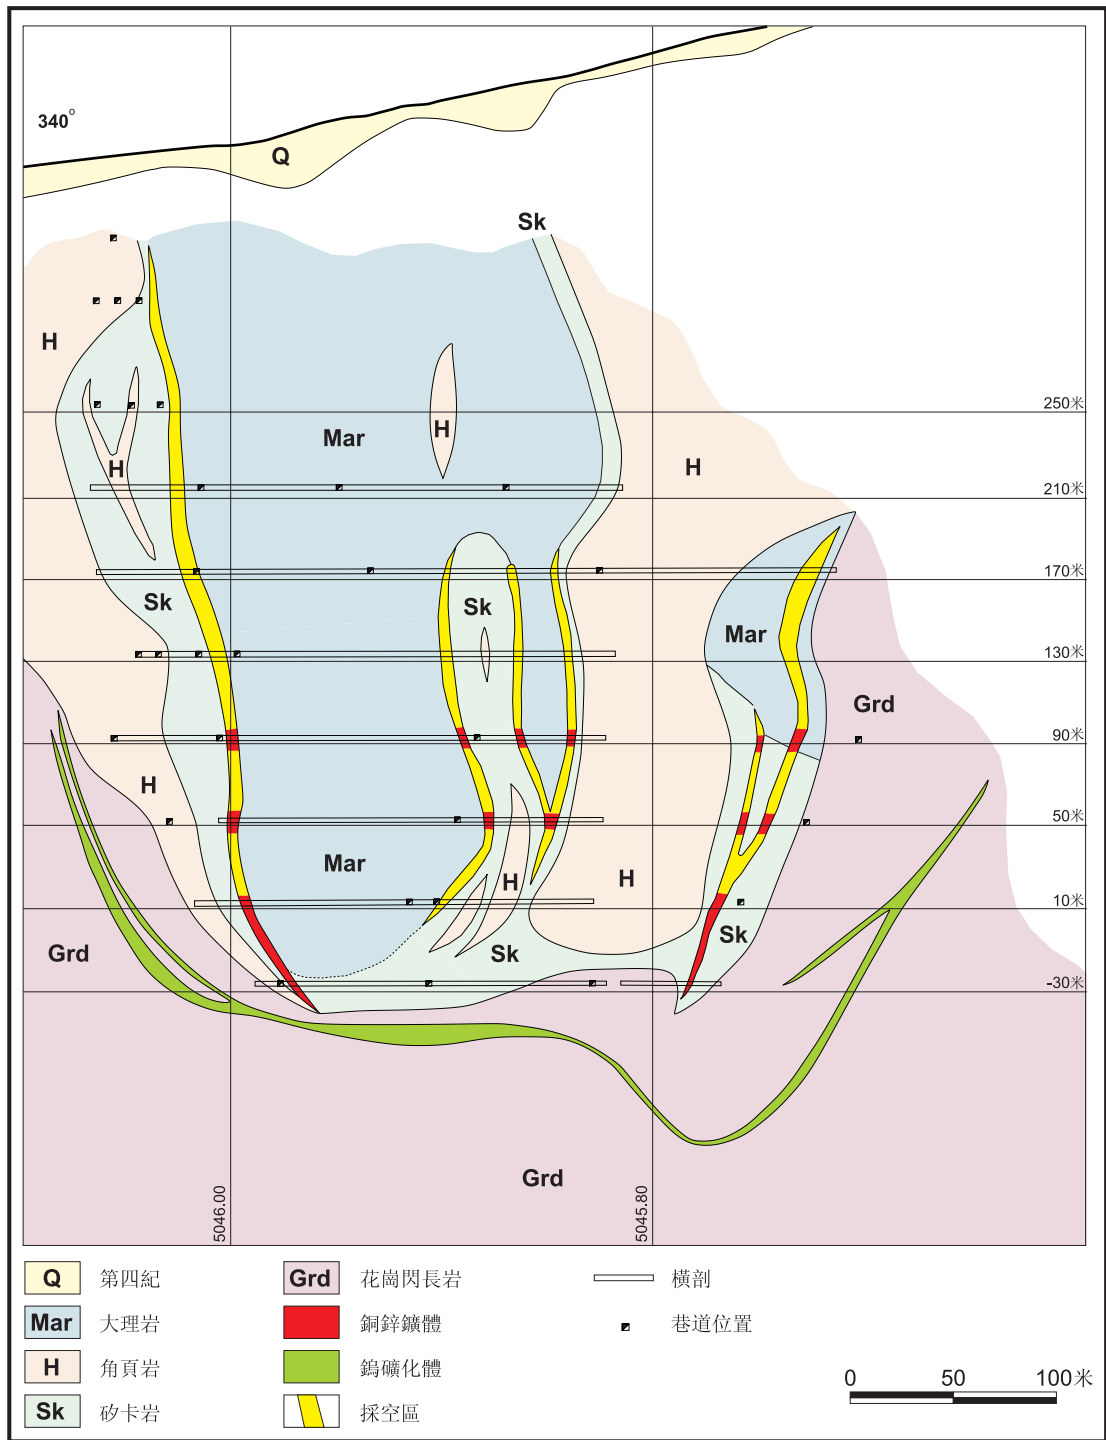 340°
Q
Sk
H
250米
Mar
H
H
H
210米
170米
Sk
Sk
Mar
130米
Grd
90米
H
50米
Mar
H
H
10米
Grd
Sk
Sk
-30米
Grd
5046.00
5045.80
Q 第四紀
Grd 花崗閃長岩
橫剖
Mar 大理岩
銅鋅鑛體
巷道位置
H 角頁岩
鎢礦化體
Sk 矽卡岩
採空區
0 50 100米